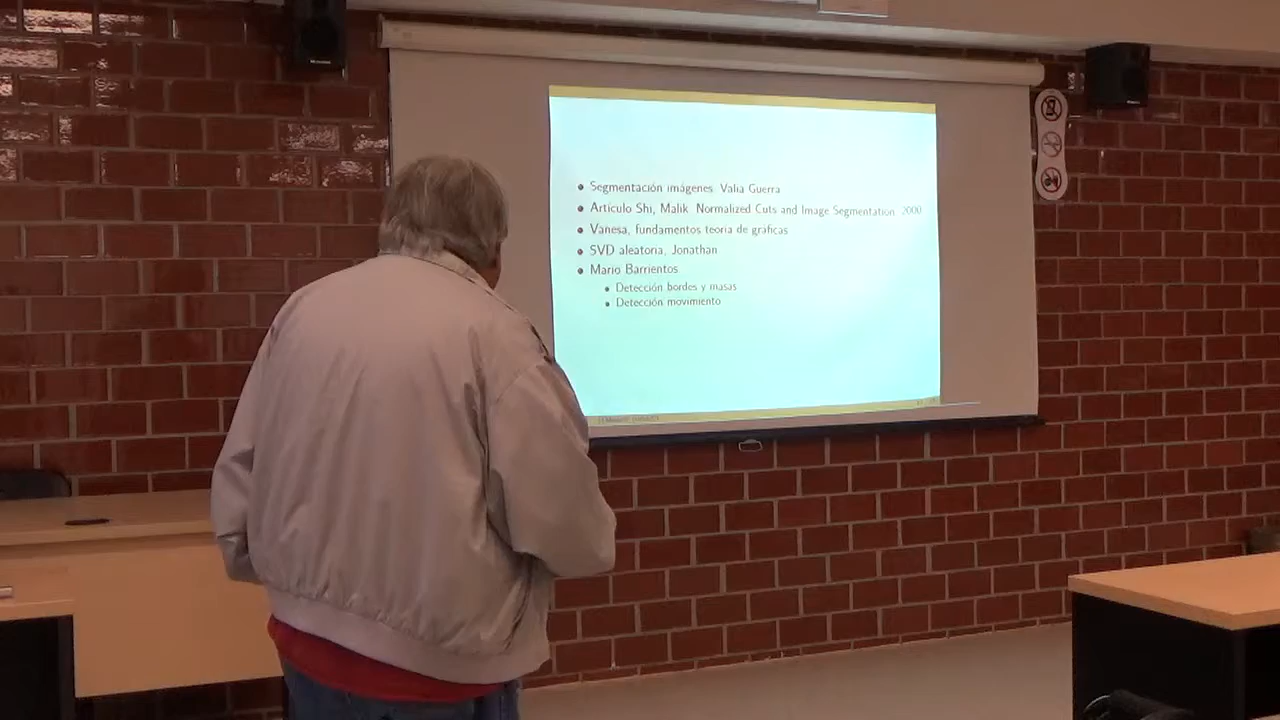 Segmentación imágenes Valia Guerra
Artículo Shi, Malik Normalized Cuts and Image Segmentation 2000
Vanesa, fundamentos teoria de gráficas
SVD aleatoria, Jonathan
Mario Barrientos
Detección bordes y masas
Detección movimiento